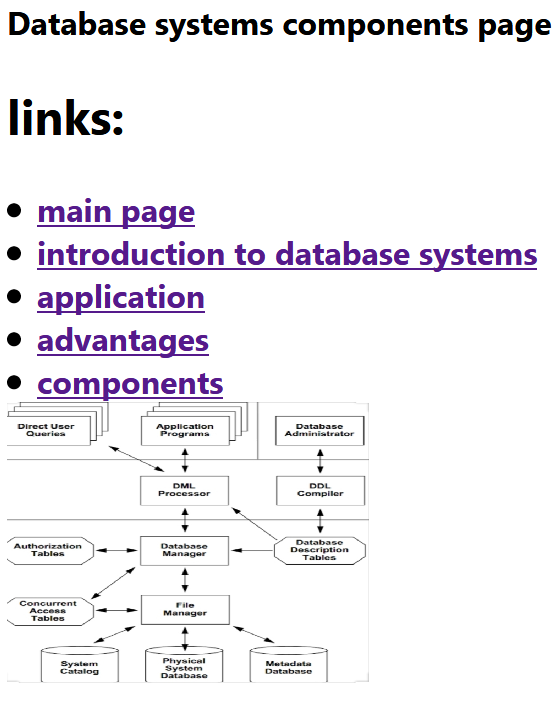 Database systems components page
links:
main page
introduction to database systems
application
advantages
components
Direct User
Queries
Application
Programs
Database
Administrator
DML
Processor
DDL
Compiler
Authorization
Tables
Database
Manager
Database
Description
Tables
Concurrent
Access
Tables
File
Manager
System
Catalog
Physical
System
Database
Metadata
Database